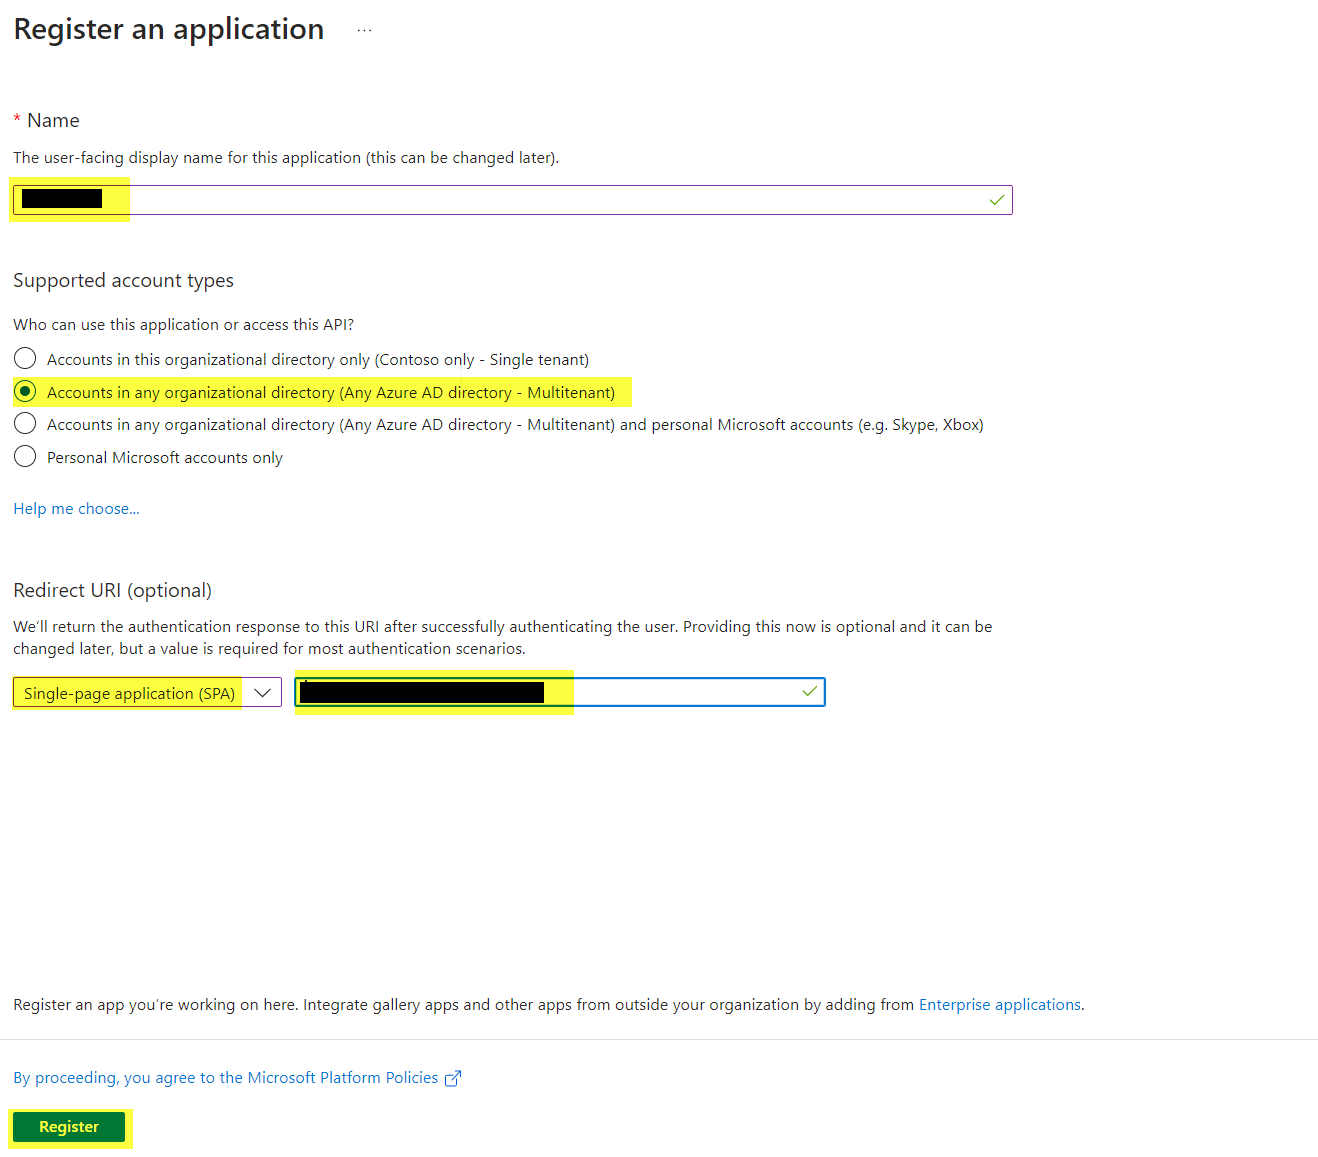 Register an application ...
* Name
The user-facing display name for this application (this can be changed later).
Supported account types
Who can use this application or access this API?
Accounts in this organizational directory only (Contoso only - Single tenant)
Accounts in any organizational directory (Any Azure AD directory - Multitenant)
Accounts in any organizational directory (Any Azure AD directory - Multitenant) and personal Microsoft accounts (e.g. Skype, Xbox)
Personal Microsoft accounts only
Help me choose...
Redirect URI (optional)
We'll return the authentication response to this URI after successfully authenticating the user. Providing this now is optional and it can be
changed later, but a value is required for most authentication scenarios.
Single-page application (SPA)
Register an app you're working on here. Integrate gallery apps and other apps from outside your organization by adding from Enterprise applications.
By proceeding, you agree to the Microsoft Platform Policies
Register